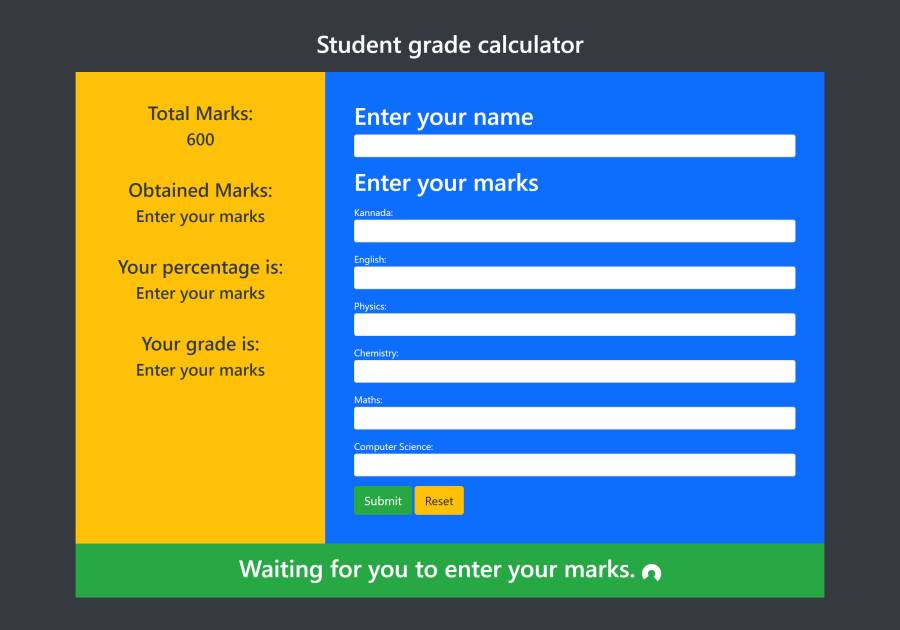 Student grade calculator
Total Marks:
600
Obtained Marks:
Enter your marks
Your percentage is:
Enter your marks
Your grade is:
Enter your marks
Enter your name
Enter your marks
Kannada:
English:
Physics:
Chemistry:
Maths:
Computer Science:
Submit Reset
Waiting for you to enter your marks.